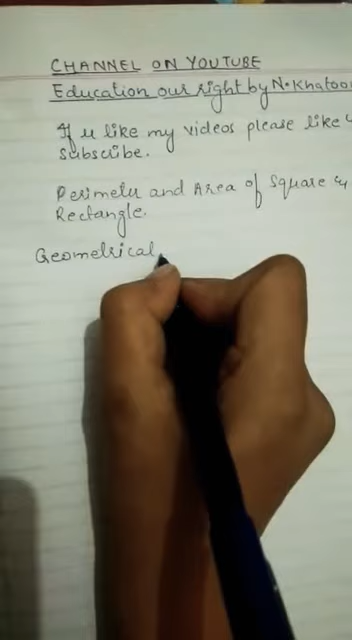 CHANNEL ON YOUTUBE
Education our right by N. Khatoon
If u like my videos please like &
Subscribe.
Perimeter and Area of Square &
Rectangle.
Geometrical